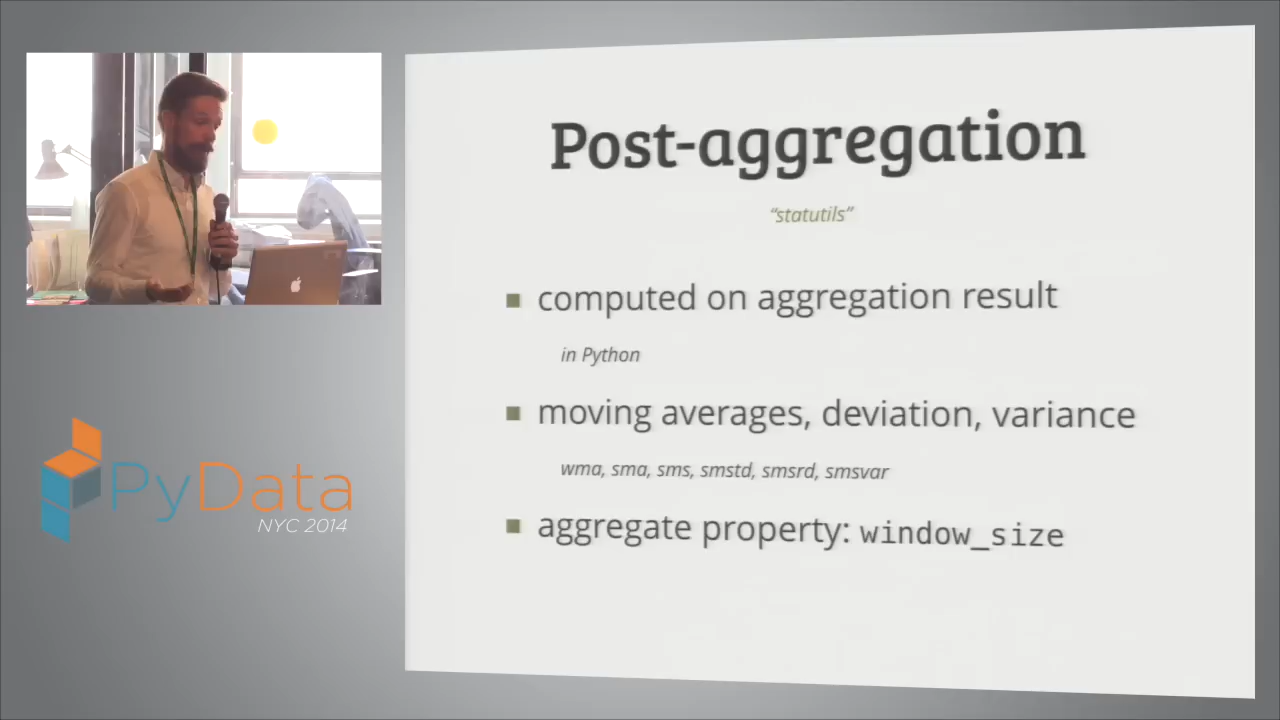 Post-aggregation
“statutils”
computed on aggregation result
in Python
moving averages, deviation, variance
wma, sma, sms, smstd, smsrd, smsvar
aggregate property: window_size
PyData
NYC 2014